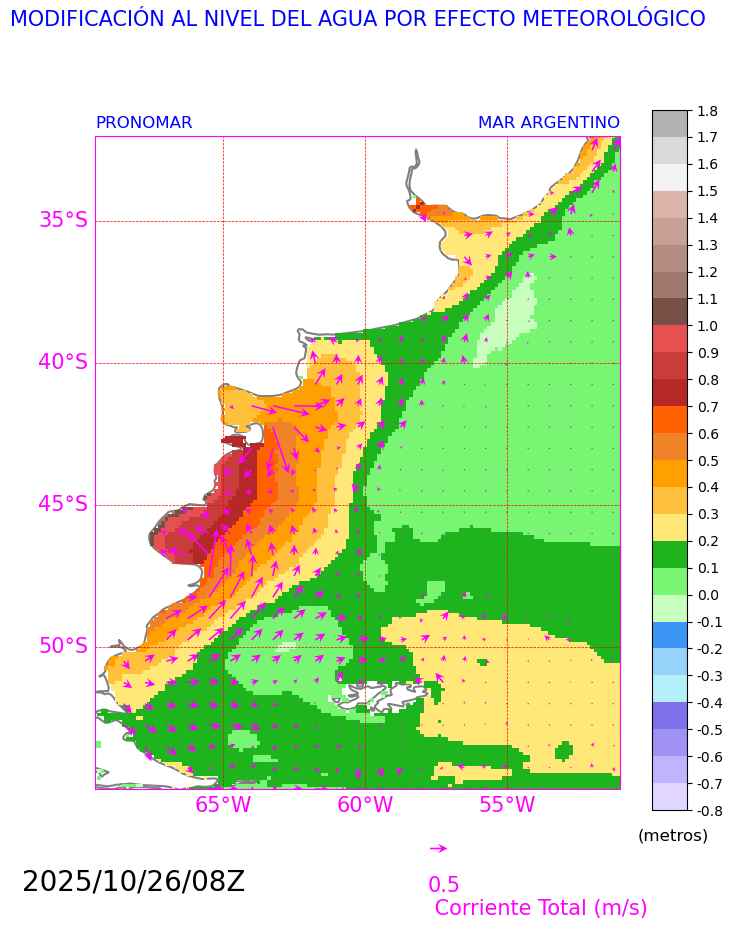 MODIFICACIÓN AL NIVEL DEL AGUA POR EFECTO METEOROLÓGICO
PRONOMAR MAR ARGENTINO
35°S
40°S
45°S
50°S
65°W 60°W 55°W
1.8
1.7
1.6
1.5
1.4
1.3
1.2
1.1
1.0
0.9
0.8
0.7
0.6
0.5
0.4
0.3
0.2
0.1
0.0
-0.1
-0.2
-0.3
-0.4
-0.5
-0.6
-0.7
-0.8
(metros)
2025/10/26/08Z
0.5
Corriente Total (m/s)